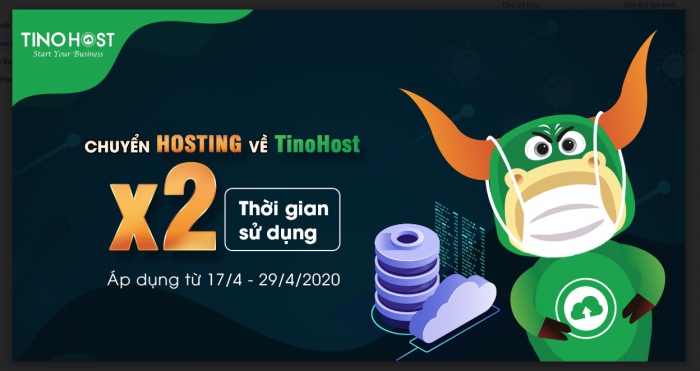 TINOHOST
Start Your Business
CHUYỂN HOSTING VỀ TinoHost
x2
Thời gian
sử dụng
Áp dụng từ 17/4 - 29/4/2020